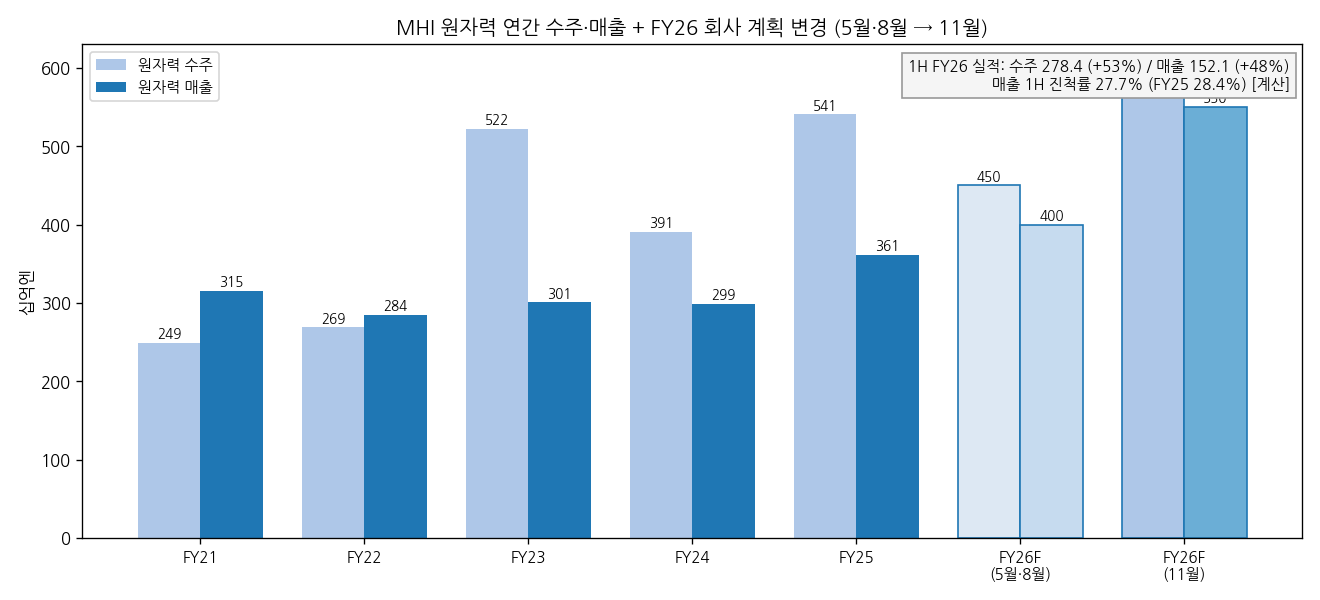 MHI 원자력 연간 수주·매출 + FY26 회사 계획 변경 (5월·8월 → 11월)
원자력 수주
원자력 매출
1H FY26 실적: 수주 278.4 (+53%) / 매출 152.1 (+48%)
매출 1H 진척률 27.7% (FY25 28.4%) [계산]
십억엔
600
500
400
300
200
100
0
249
315
269
284
522
301
391
299
541
361
450
400
FY21
FY22
FY23
FY24
FY25
FY26F
(5월·8월)
FY26F
(11월)